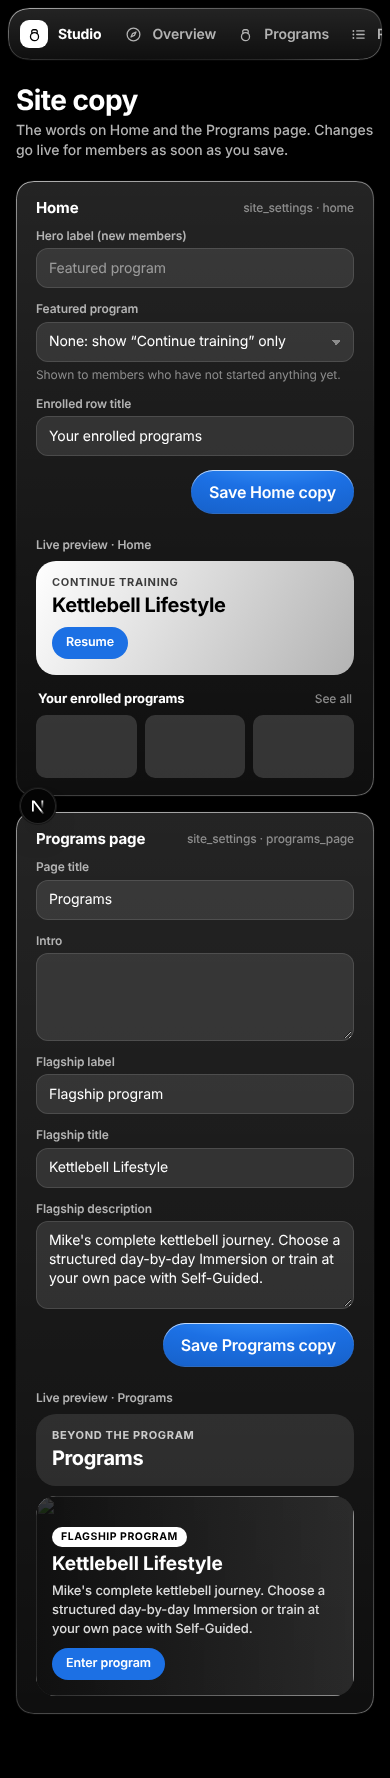 Studio
Overview
Programs
Site copy
The words on Home and the Programs page. Changes
go live for members as soon as you save.
Home
site_settings · home
Hero label (new members)
Featured program
Featured program
None: show “Continue training” only
Shown to members who have not started anything yet.
Enrolled row title
Your enrolled programs
Save Home copy
Live preview · Home
CONTINUE TRAINING
Kettlebell Lifestyle
Resume
Your enrolled programs
See all
N
Programs page
site_settings · programs_page
Page title
Programs
Intro
Flagship label
Flagship program
Flagship title
Kettlebell Lifestyle
Flagship description
Mike's complete kettlebell journey. Choose a
structured day-by-day Immersion or train at
your own pace with Self-Guided.
Save Programs copy
Live preview · Programs
BEYOND THE PROGRAM
Programs
FLAGSHIP PROGRAM
Kettlebell Lifestyle
Mike's complete kettlebell journey. Choose a
structured day-by-day Immersion or train at
your own pace with Self-Guided.
Enter program